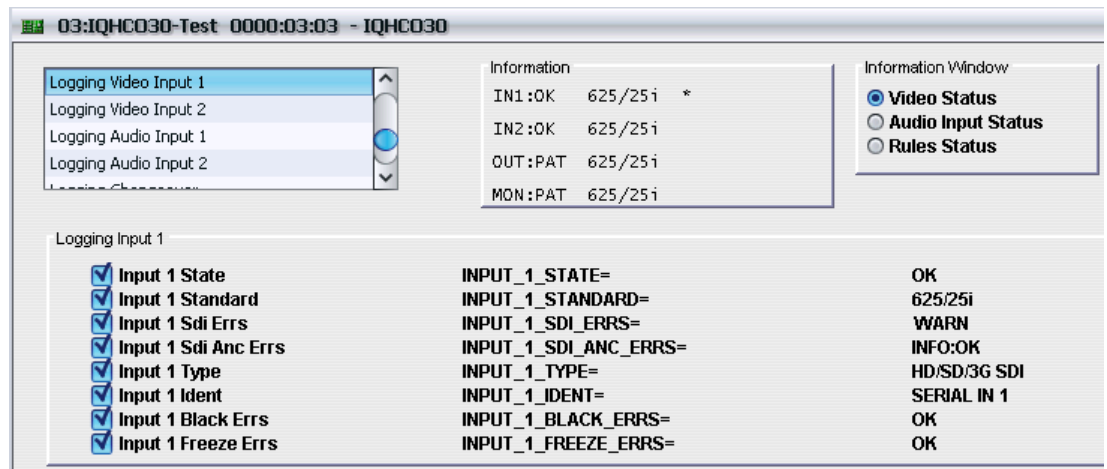 03:IQHCO30-Test 0000:03:03 - IQHCO30
Logging Video Input 1
Logging Video Input 2
Logging Audio Input 1
Logging Audio Input 2
Logging Changeover
Information
IN1:OK 625/25i *
IN2:OK 625/25i
OUT:PAT 625/25i
MON:PAT 625/25i
Information Window
Video Status
Audio Input Status
Rules Status
Logging Input 1
Input 1 State INPUT_1_STATE= OK
Input 1 Standard INPUT_1_STANDARD= 625/25i
Input 1 Sdi Errs INPUT_1_SDI_ERRS= WARN
Input 1 Sdi Anc Errs INPUT_1_SDI_ANC_ERRS= INFO:OK
Input 1 Type INPUT_1_TYPE= HD/SD/3G SDI
Input 1 Ident INPUT_1_IDENT= SERIAL IN 1
Input 1 Black Errs INPUT_1_BLACK_ERRS= OK
Input 1 Freeze Errs INPUT_1_FREEZE_ERRS= OK